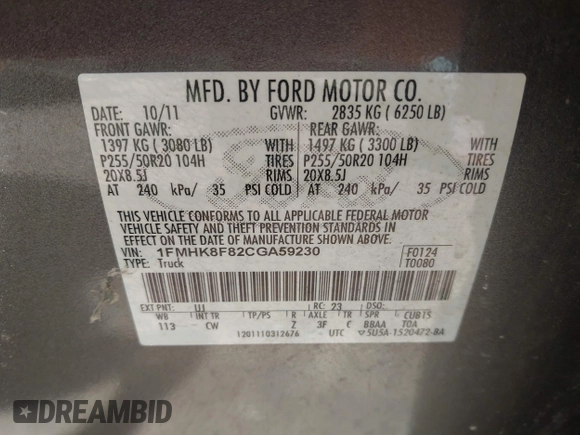 MFD. BY FORD MOTOR CO.
DATE: 10/11 GVWR: 2835 KG ( 6250 LB)
FRONT GAWR: REAR GAWR:
1397 KG ( 3080 LB) WITH 1497 KG ( 3300 LB) WITH
P255/50R20 104H TIRES P255/50R20 104H TIRES
20X8.5J RIMS 20X8.5J RIMS
AT 240 kPa/ 35 PSI COLD AT 240 kPa/ 35 PSI COLD
THIS VEHICLE CONFORMS TO ALL APPLICABLE FEDERAL MOTOR
VEHICLE SAFETY AND THEFT PREVENTION STANDARDS IN
EFFECT ON THE DATE OF MANUFACTURE SHOWN ABOVE.
VIN: 1FMHK8F82CGA59230 F0124
TYPE: Truck T0080
EXT PNT: UJ RC: 23 DSO:
WB INT TR TP/PS R AXLE TR SPR CUB15
113 CW Z 3F C BBAA TOA
1201110312676 UTC 5U5A-1520472-BA
DREAMBID